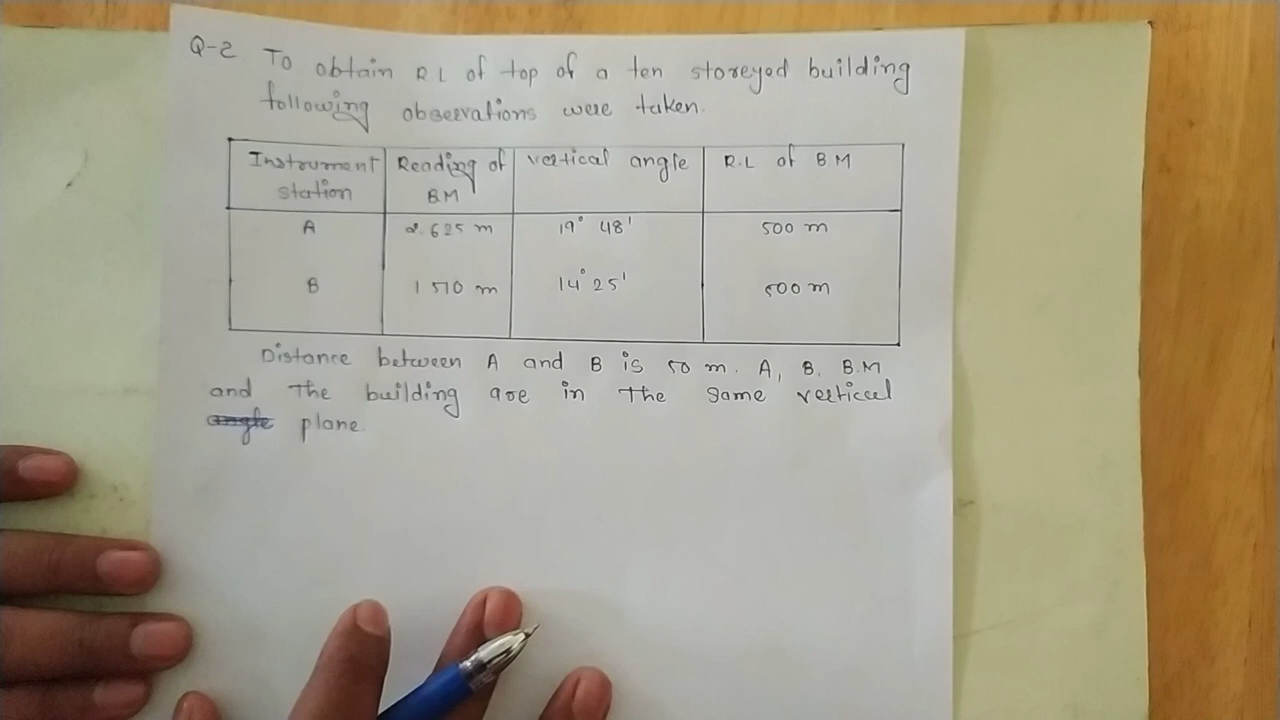 Q-2 To obtain R L of top of a ten storeyed building
following observations were taken.
Instrument station Reading of BM vertical angle R.L of BM
A 2.625 m 19° 48' 500 m
B 1 510 m 14° 25' 500 m
Distance between A and B is 50 m. A, B, B.M
and The building are in The same vertical
angle plane